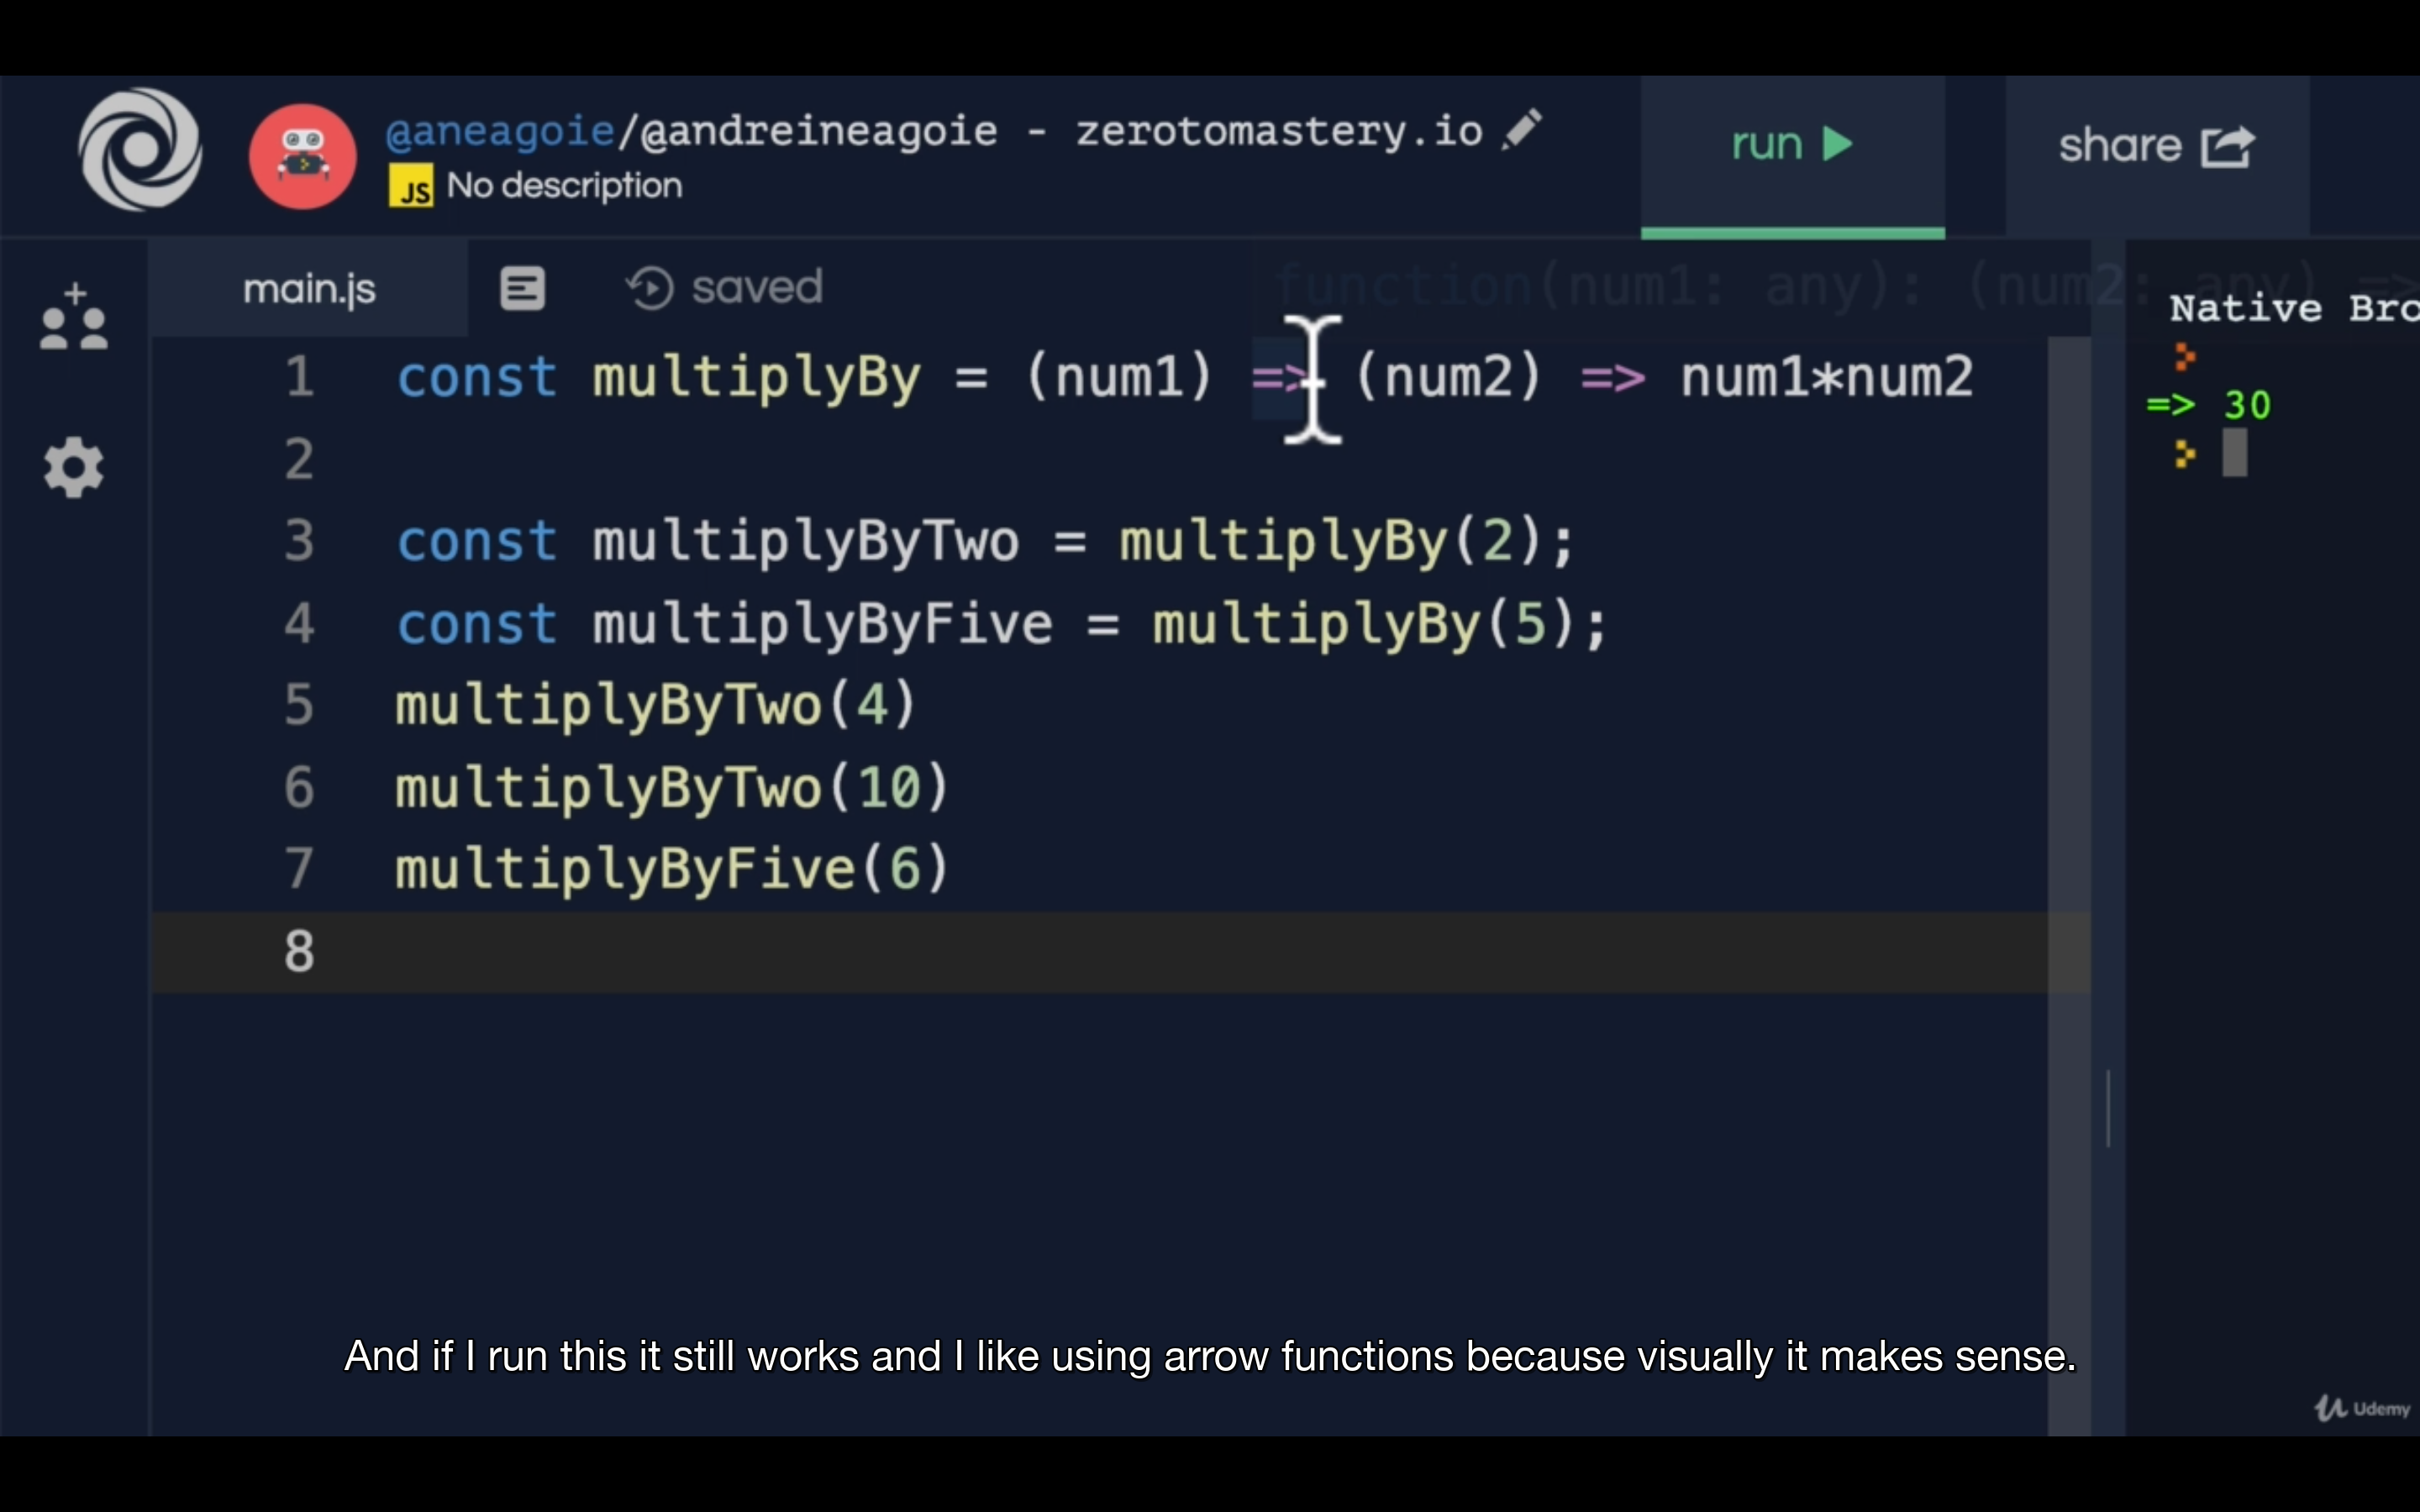 @aneagoie/@andreineagoie - zerotomastery.io
JS No description
run
share
main.js
saved
function(num1: any): (num2: any) =>
Native Bro
1 const multiplyBy = (num1) => (num2) => num1*num2
=> 30
2
3 const multiplyByTwo = multiplyBy(2);
4 const multiplyByFive = multiplyBy(5);
5 multiplyByTwo(4)
6 multiplyByTwo(10)
7 multiplyByFive(6)
8
And if I run this it still works and I like using arrow functions because visually it makes sense.
Udemy